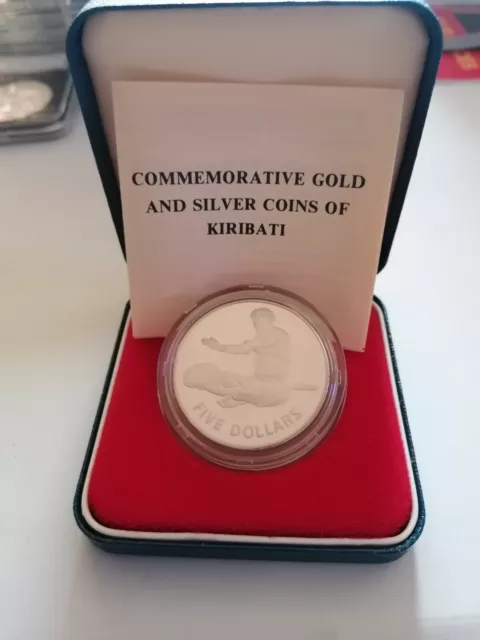 COMMEMORATIVE GOLD
AND SILVER COINS OF
KIRIBATI
FIVE DOLLARS